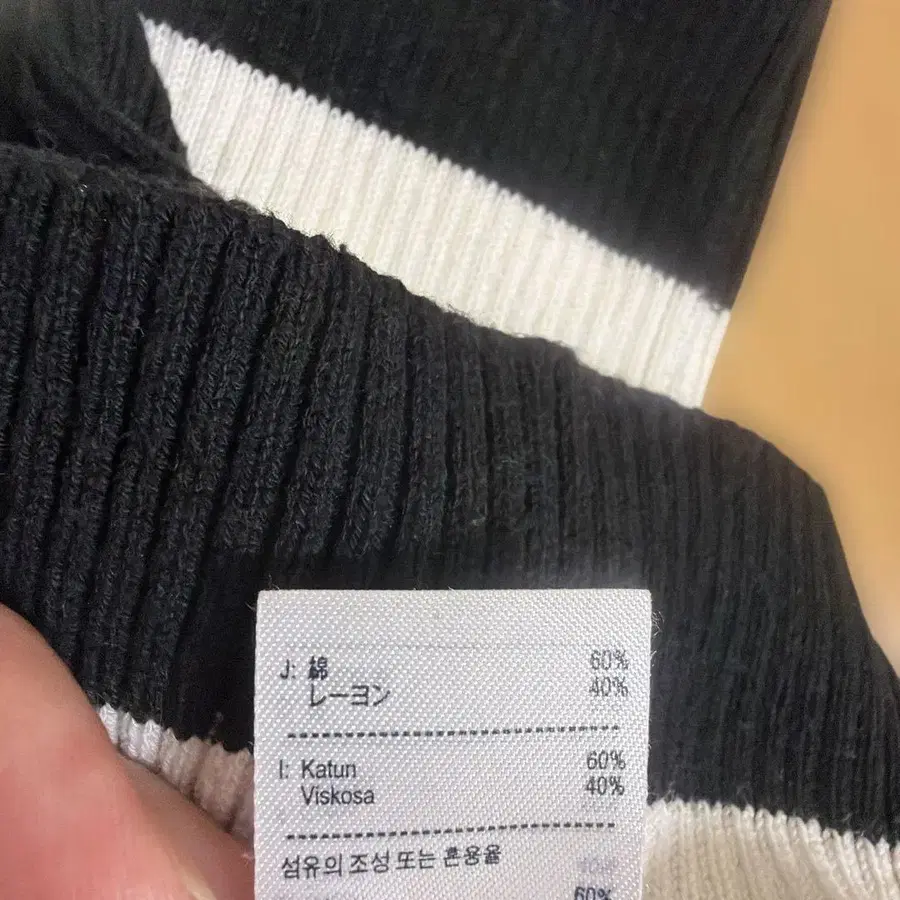 J: 綿 60%
レーヨン 40%
I: Katun 60%
Viskosa 40%
섬유의 조성 또는 혼용율
60%